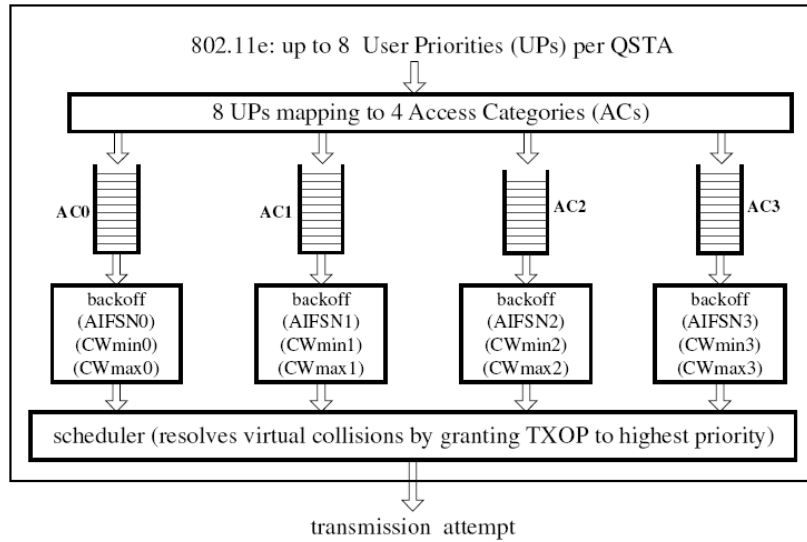 802.11e: up to 8 User Priorities (UPs) per QSTA
8 UPs mapping to 4 Access Categories (ACs)
AC0
AC1
AC2
AC3
backoff
(AIFSN0)
(CWmin0)
(CWmax0)
backoff
(AIFSN1)
(CWmin1)
(CWmax1)
backoff
(AIFSN2)
(CWmin2)
(CWmax2)
backoff
(AIFSN3)
(CWmin3)
(CWmax3)
scheduler (resolves virtual collisions by granting TXOP to highest priority)
transmission attempt